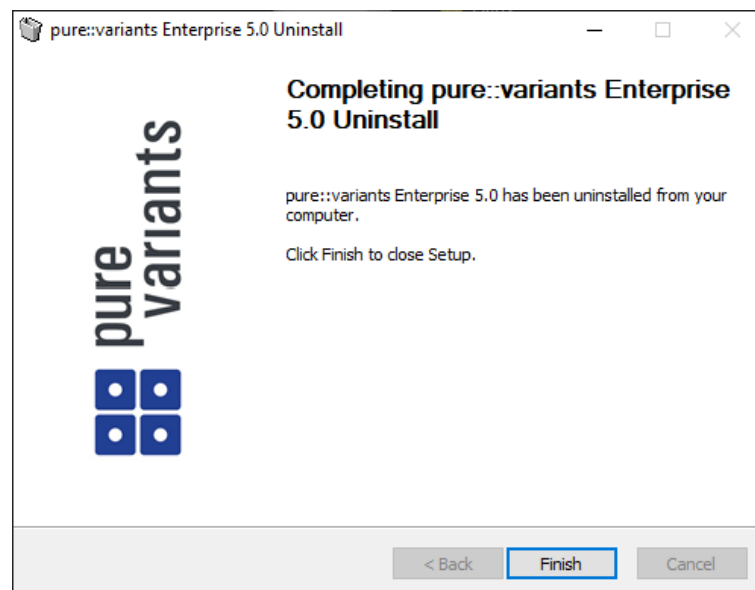 pure::variants Enterprise 5.0 Uninstall
Completing pure::variants Enterprise
5.0 Uninstall
pure::variants Enterprise 5.0 has been uninstalled from your
computer.
Click Finish to close Setup.
pure
variants
< Back
Finish
Cancel